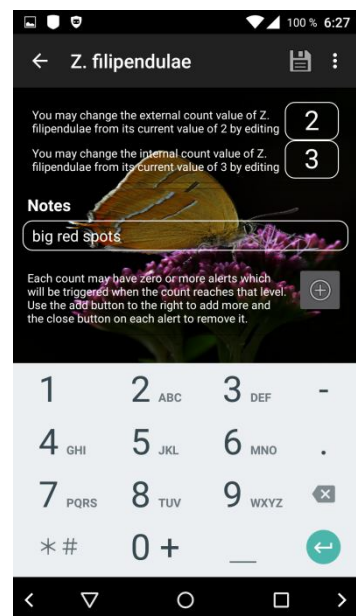 100 % 6:27
Z. filipendulae
You may change the external count value of Z.
filipendulae from its current value of 2 by editing
2
You may change the internal count value of Z.
filipendulae from its current value of 3 by editing
3
Notes
big red spots
Each count may have zero or more alerts which
will be triggered when the count reaches that level.
Use the add button to the right to add more and
the close button on each alert to remove it.
1 2 ABC 3 DEF -
4 GHI 5 JKL 6 MNO .
7 PQRS 8 TUV 9 WXYZ
* # 0 + _